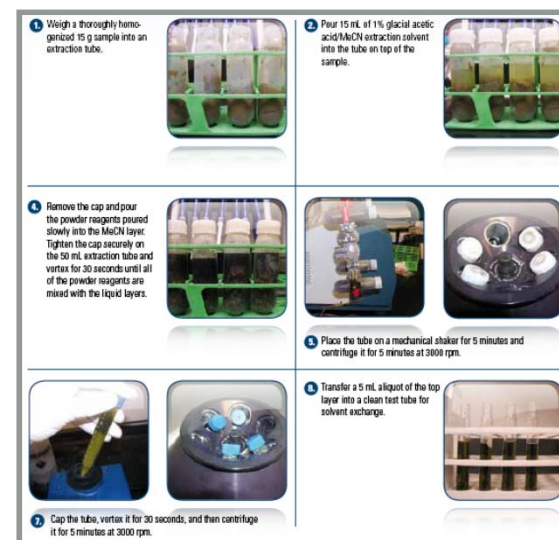 1. Weigh a thoroughly homo-
genized 15 g sample into an
extraction tube.
2. Pour 15 mL of 1% glacial acetic
acid/MeCN extraction solvent
into the tube on top of the
sample.
4. Remove the cap and pour
the powder reagents poured
slowly into the MeCN layer.
Tighten the cap securely on
the 50 mL extraction tube and
vortex for 30 seconds until all
of the powder reagents are
mixed with the liquid layers.
5. Place the tube on a mechanical shaker for 5 minutes and
centrifuge it for 5 minutes at 3000 rpm.
7. Cap the tube, vortex it for 30 seconds, and then centrifuge
it for 5 minutes at 3000 rpm.
8. Transfer a 5 mL aliquot of the top
layer into a clean test tube for
solvent exchange.